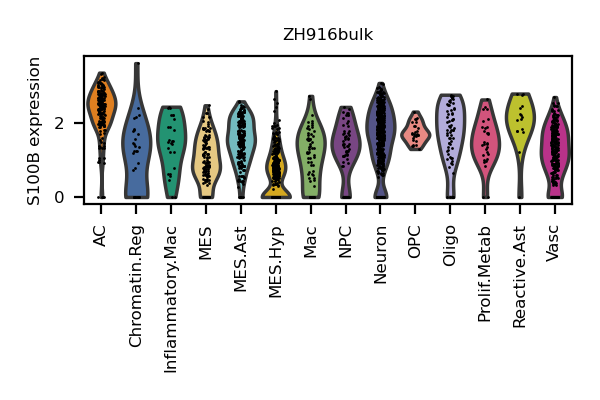 ZH916bulk
S100B expression
2
0
AC
Chromatin.Reg
Inflammatory.Mac
MES
MES.Ast
MES.Hyp
Mac
NPC
Neuron
OPC
Oligo
Prolif.Metab
Reactive.Ast
Vasc